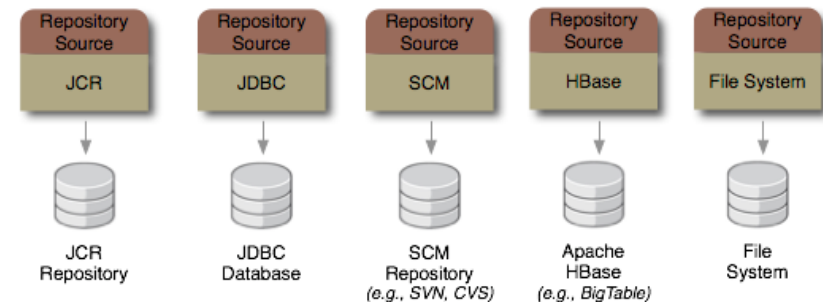 Repository Source
JCR
Repository Source
JDBC
Repository Source
SCM
Repository Source
HBase
Repository Source
File System
JCR
Repository
JDBC
Database
SCM
Repository
(e.g., SVN, CVS)
Apache
HBase
(e.g., BigTable)
File
System